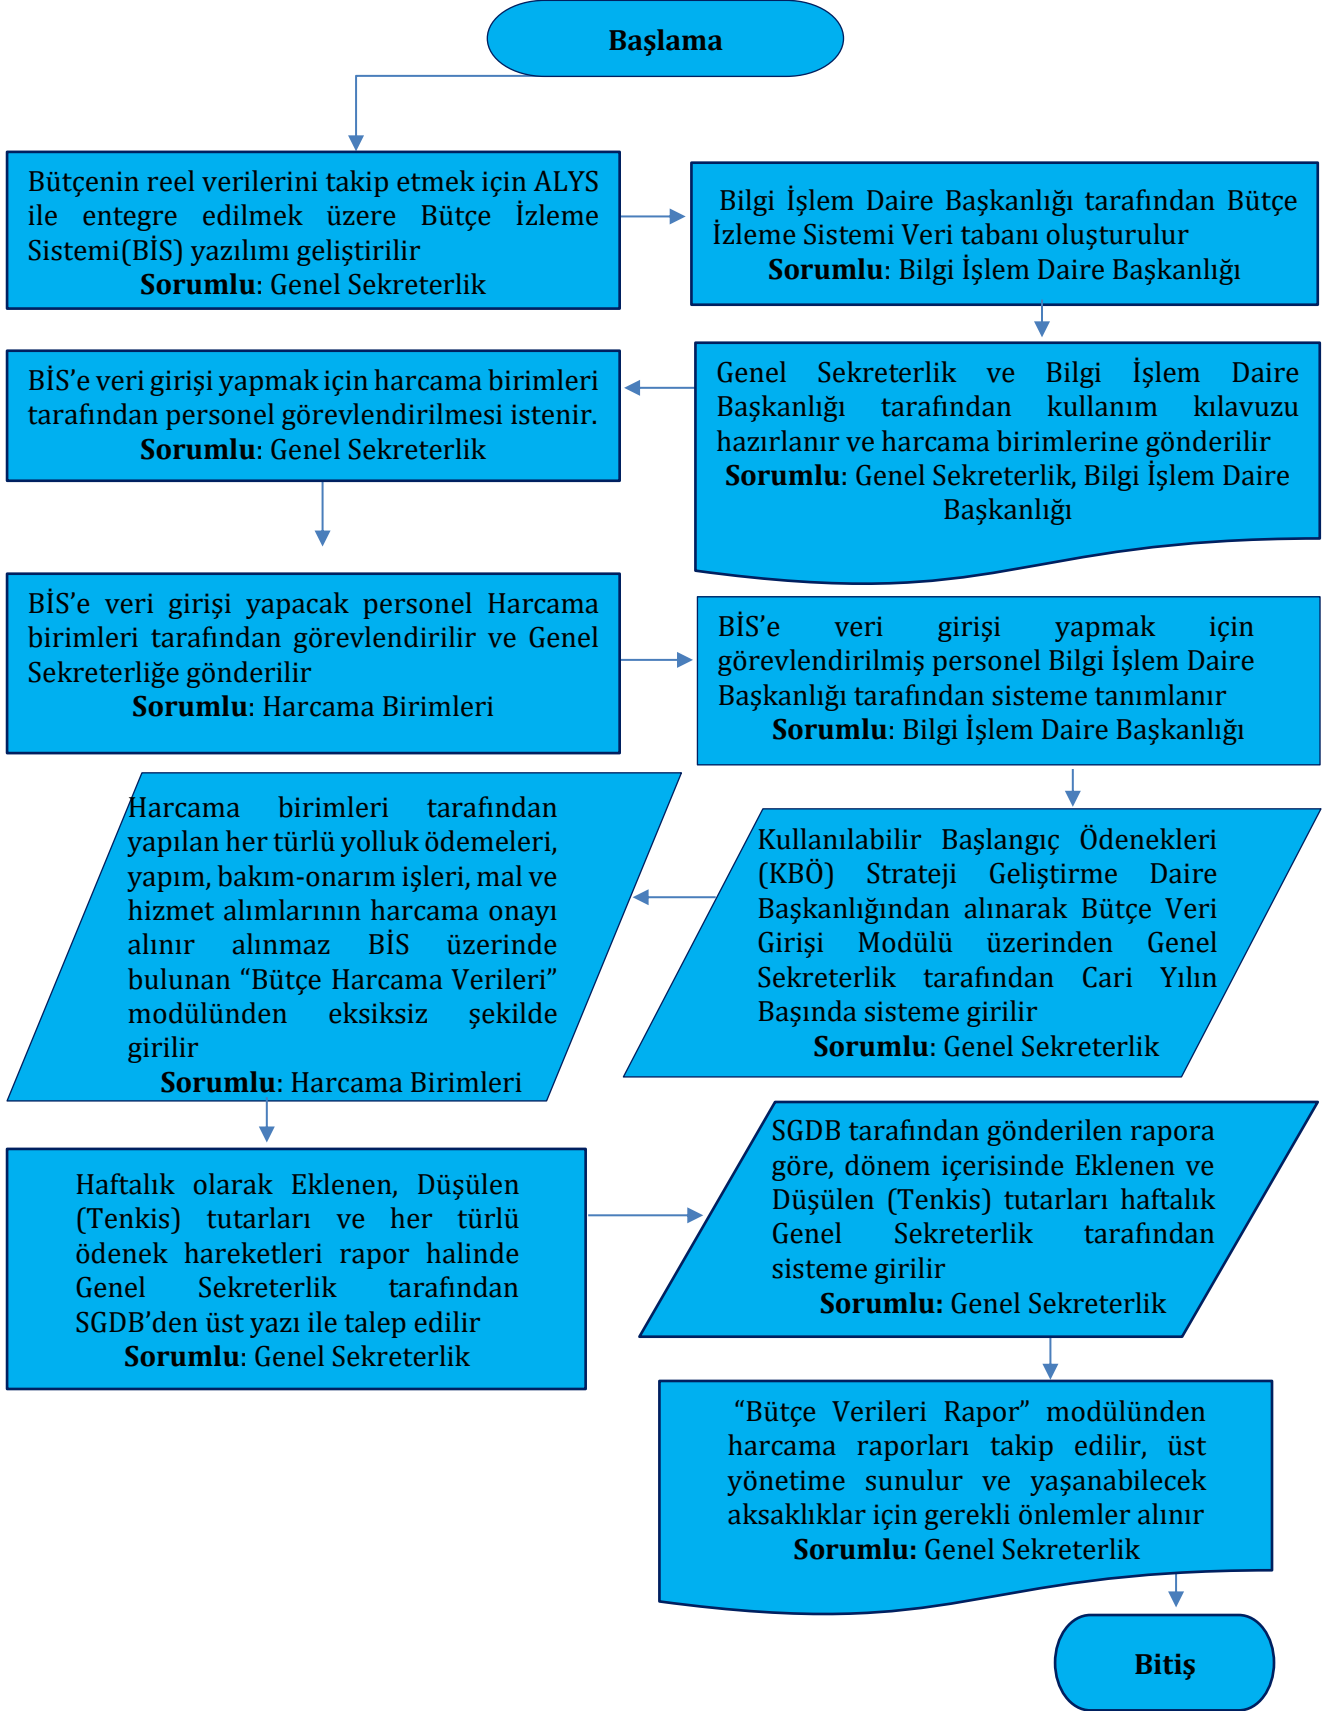 Başlama
Bütçenin reel verilerini takip etmek için ALYS
ile entegre edilmek üzere Bütçe İzleme
Sistemi(BİS) yazılımı geliştirilir
Sorumlu: Genel Sekreterlik
Bilgi İşlem Daire Başkanlığı tarafından Bütçe
İzleme Sistemi Veri tabanı oluşturulur
Sorumlu: Bilgi İşlem Daire Başkanlığı
Genel Sekreterlik ve Bilgi İşlem Daire
Başkanlığı tarafından kullanım kılavuzu
hazırlanır ve harcama birimlerine gönderilir
Sorumlu: Genel Sekreterlik, Bilgi İşlem Daire
Başkanlığı
BİS’e veri girişi yapmak için harcama birimleri
tarafından personel görevlendirilmesi istenir.
Sorumlu: Genel Sekreterlik
BİS’e veri girişi yapacak personel Harcama
birimleri tarafından görevlendirilir ve Genel
Sekreterliğe gönderilir
Sorumlu: Harcama Birimleri
BİS’e veri girişi yapmak için
görevlendirilmiş personel Bilgi İşlem Daire
Başkanlığı tarafından sisteme tanımlanır
Sorumlu: Bilgi İşlem Daire Başkanlığı
Kullanılabilir Başlangıç Ödenekleri
(KBÖ) Strateji Geliştirme Daire
Başkanlığından alınarak Bütçe Veri
Girişi Modülü üzerinden Genel
Sekreterlik tarafından Cari Yılın
Başında sisteme girilir
Sorumlu: Genel Sekreterlik
Harcama birimleri tarafından
yapılan her türlü yolluk ödemeleri,
yapım, bakım-onarım işleri, mal ve
hizmet alımlarının harcama onayı
alınır alınmaz BİS üzerinde
bulunan “Bütçe Harcama Verileri”
modülünden eksiksiz şekilde
girilir
Sorumlu: Harcama Birimleri
Haftalık olarak Eklenen, Düşülen
(Tenkis) tutarları ve her türlü
ödenek hareketleri rapor halinde
Genel Sekreterlik tarafından
SGDB’den üst yazı ile talep edilir
Sorumlu: Genel Sekreterlik
SGDB tarafından gönderilen rapora
göre, dönem içerisinde Eklenen ve
Düşülen (Tenkis) tutarları haftalık
Genel Sekreterlik tarafından
sisteme girilir
Sorumlu: Genel Sekreterlik
“Bütçe Verileri Rapor” modülünden
harcama raporları takip edilir, üst
yönetime sunulur ve yaşanabilecek
aksaklıklar için gerekli önlemler alınır
Sorumlu: Genel Sekreterlik
Bitiş